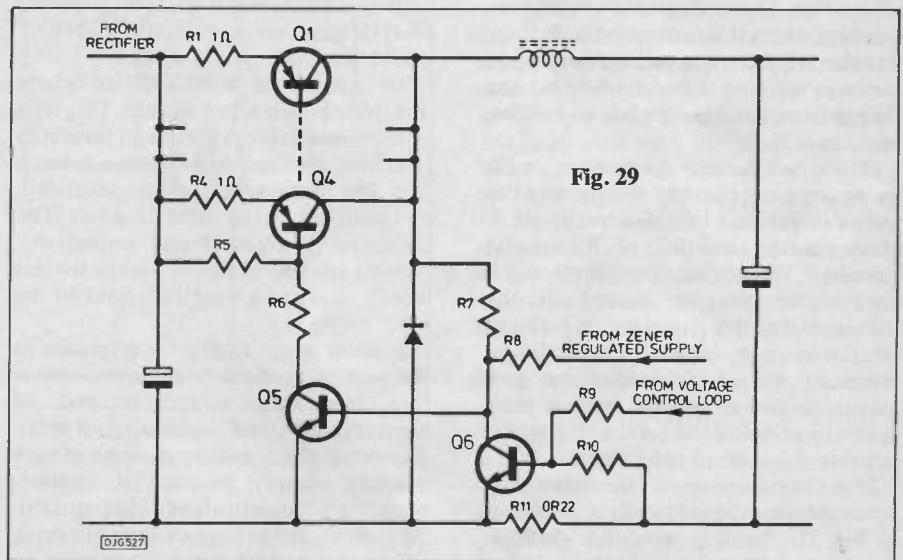 FROM
RECTIFIER
R1 1Ω
Q1
Fig. 29
R4 1Ω
Q4
R5
R6
R7
R8
FROM ZENER
REGULATED SUPPLY
FROM VOLTAGE
CONTROL LOOP
R9
Q5
Q6
R10
R11 0R22
DJG527